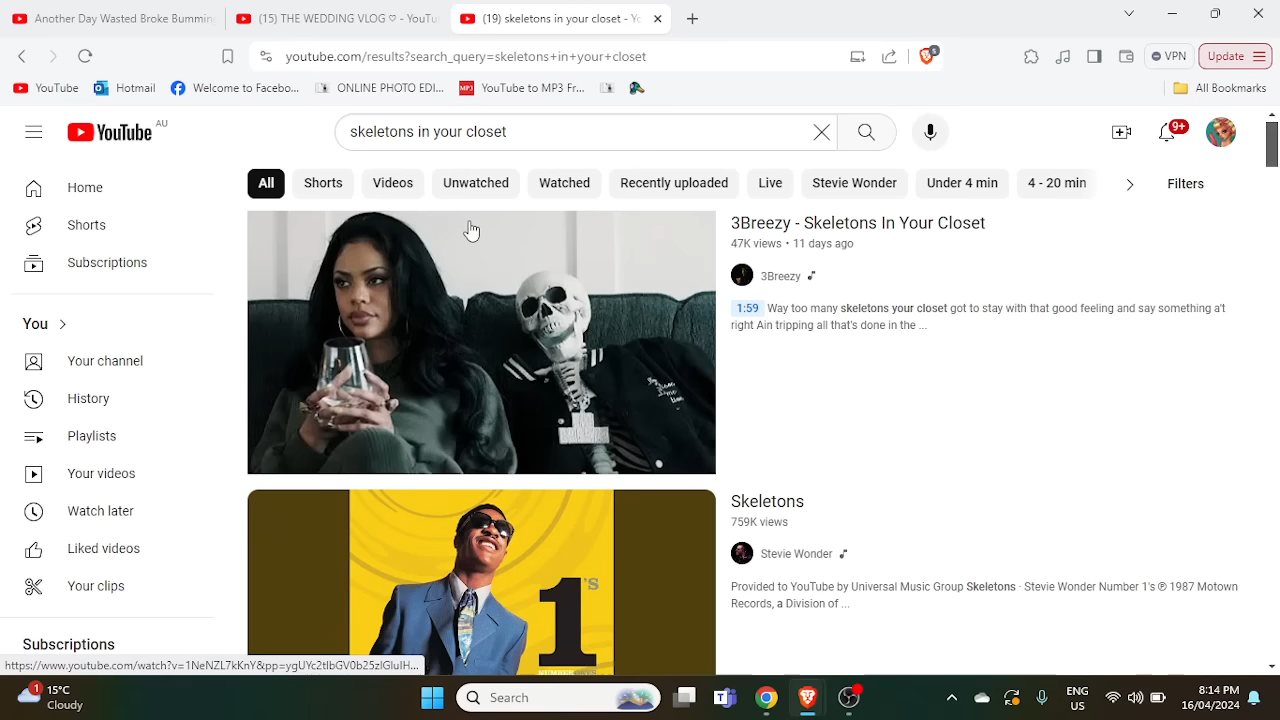 Another Day Wasted Broke Bummin
(15) THE WEDDING VLOG ♡ - YouTu
(19) skeletons in your closet - Yo
youtube.com/results?search_query=skeletons+in+your+closet
VPN
Update
YouTube
Hotmail
Welcome to Facebo...
ONLINE PHOTO EDI...
YouTube to MP3 Fr...
All Bookmarks
YouTube AU
skeletons in your closet
9+
All
Shorts
Videos
Unwatched
Watched
Recently uploaded
Live
Stevie Wonder
Under 4 min
4 - 20 min
Filters
Home
Shorts
Subscriptions
You
Your channel
History
Playlists
Your videos
Watch later
Liked videos
Your clips
Subscriptions
3Breezy - Skeletons In Your Closet
47K views • 11 days ago
3Breezy
1:59 Way too many skeletons your closet got to stay with that good feeling and say something a't
right Ain tripping all that's done in the ...
Skeletons
759K views
Stevie Wonder
Provided to YouTube by Universal Music Group Skeletons · Stevie Wonder Number 1's ℗ 1987 Motown
Records, a Division of ...
1's
https://www.youtube.com/watch?v=1NeNZL7kKnY&pp=ygUYc2tlbGV0b25zIGluIH...
1
15°C
Cloudy
Search
ENG
US
8:14 PM
16/04/2024